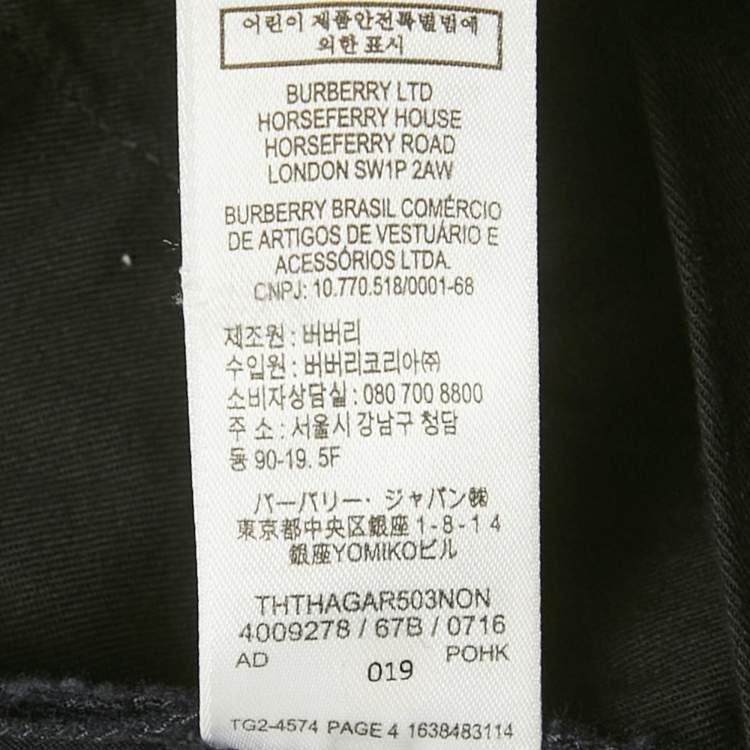 어린이 제품안전특별법에
의한 표시
BURBERRY LTD
HORSEFERRY HOUSE
HORSEFERRY ROAD
LONDON SW1P 2AW
BURBERRY BRASIL COMÉRCIO
DE ARTIGOS DE VESTUÁRIO E
ACESSÓRIOS LTDA.
CNPJ: 10.770.518/0001-68
제조원 : 버버리
수입원 : 버버리코리아㈜
소비자상담실 : 080 700 8800
주 소 : 서울시 강남구 청담
동 90-19. 5F
バーバリー・ジャパン㈱
東京都中央区銀座 1-8-14
銀座YOMIKOビル
THTHAGAR503NON
4009278 / 67B / 0716
AD POHK
019
TG2-4574 PAGE 4 1638483114